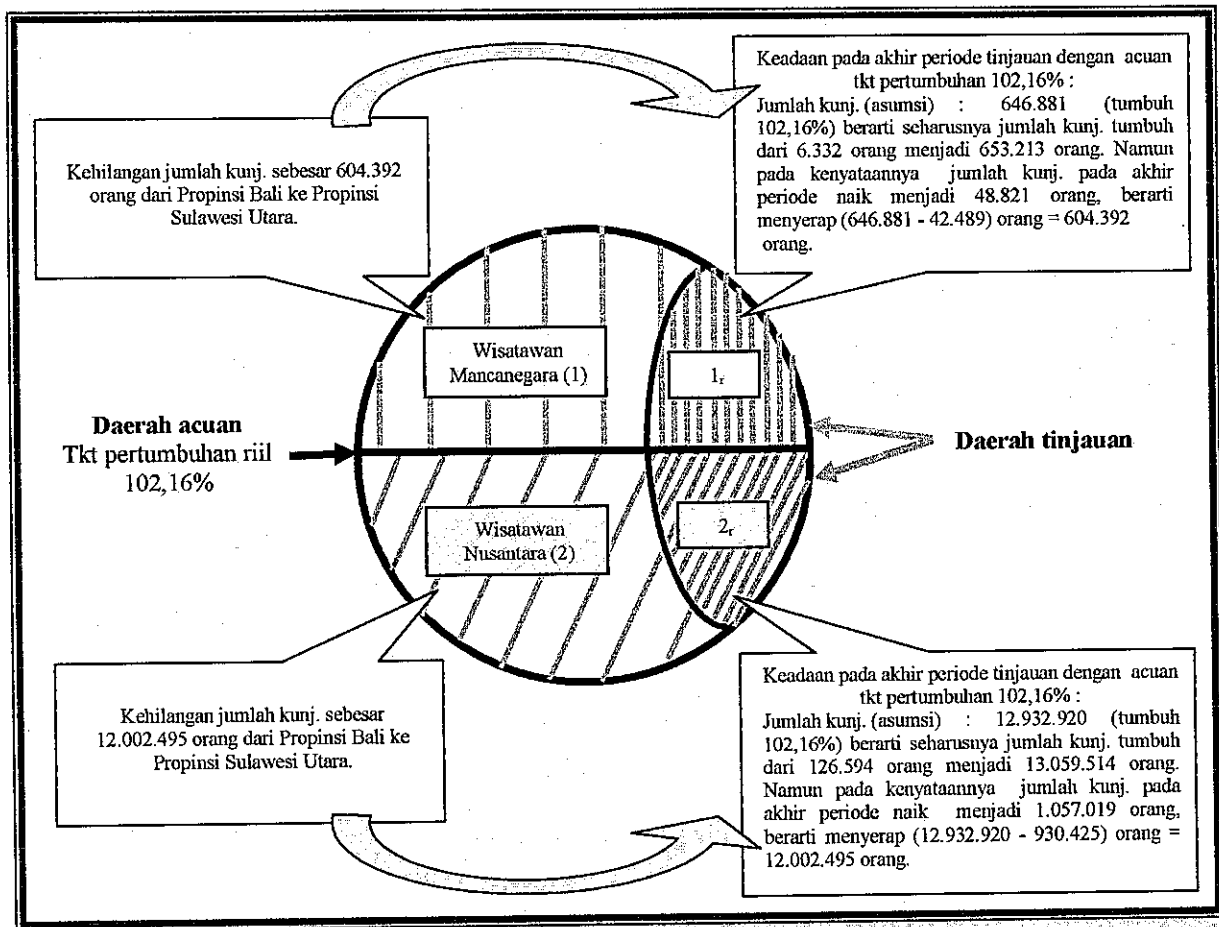 Keadaan pada akhir periode tinjauan dengan acuan
tkt pertumbuhan 102,16% :
Jumlah kunj. (asumsi) : 646.881 (tumbuh
102,16%) berarti seharusnya jumlah kunj. tumbuh
dari 6.332 orang menjadi 653.213 orang. Namun
pada kenyataannya jumlah kunj. pada akhir
periode naik menjadi 48.821 orang, berarti
menyerap (646.881 - 42.489) orang = 604.392
orang.
Kehilangan jumlah kunj. sebesar 604.392
orang dari Propinsi Bali ke Propinsi
Sulawesi Utara.
Wisatawan
Mancanegara (1)
1r
Daerah acuan
Tkt pertumbuhan riil
102,16%
Daerah tinjauan
Wisatawan
Nusantara (2)
2r
Kehilangan jumlah kunj. sebesar
12.002.495 orang dari Propinsi Bali ke
Propinsi Sulawesi Utara.
Keadaan pada akhir periode tinjauan dengan acuan
tkt pertumbuhan 102,16% :
Jumlah kunj. (asumsi) : 12.932.920 (tumbuh
102,16%) berarti seharusnya jumlah kunj. tumbuh
dari 126.594 orang menjadi 13.059.514 orang.
Namun pada kenyataannya jumlah kunj. pada
akhir periode naik menjadi 1.057.019 orang,
berarti menyerap (12.932.920 - 930.425) orang =
12.002.495 orang.